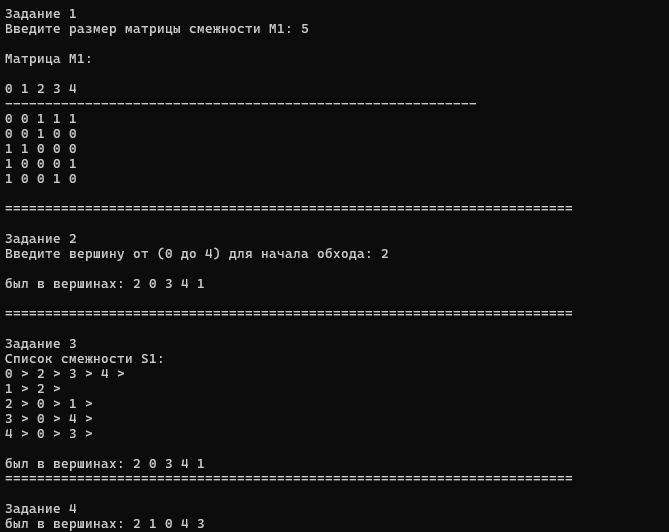 Задание 1
Введите размер матрицы смежности M1: 5
Матрица M1:
0 1 2 3 4
-----------------------------------------------------------
0 0 1 1 1
0 0 1 0 0
1 1 0 0 0
1 0 0 0 1
1 0 0 1 0
=======================================================================
Задание 2
Введите вершину от (0 до 4) для начала обхода: 2
был в вершинах: 2 0 3 4 1
=======================================================================
Задание 3
Список смежности S1:
0 > 2 > 3 > 4 >
1 > 2 >
2 > 0 > 1 >
3 > 0 > 4 >
4 > 0 > 3 >
был в вершинах: 2 0 3 4 1
=======================================================================
Задание 4
был в вершинах: 2 1 0 4 3